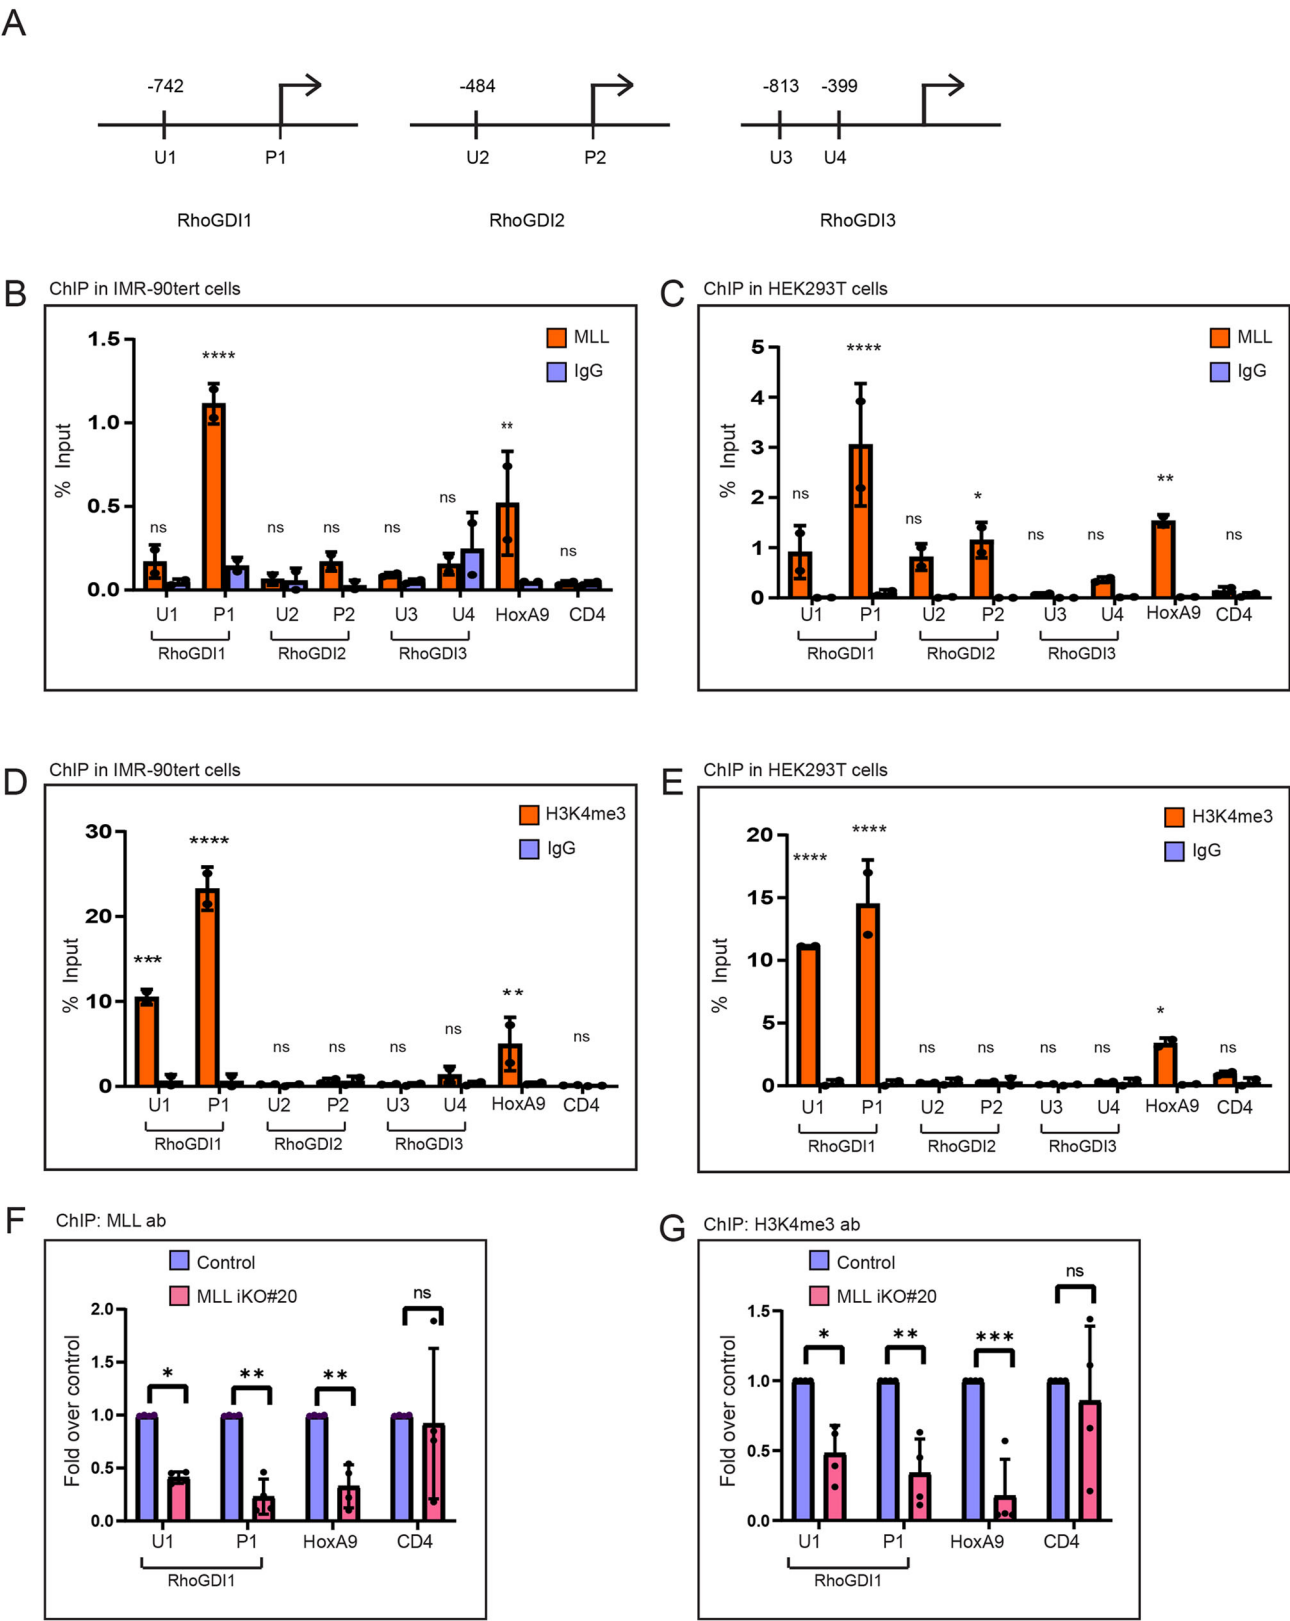 A
-742
-484
-813 -399
U1 P1
U2 P2
U3 U4
RhoGDI1
RhoGDI2
RhoGDI3
B
ChIP in IMR-90tert cells
MLL
IgG
% Input
1.5
1.0
0.5
0.0
ns **** ns ns ns ns ** ns
U1 P1 U2 P2 U3 U4 HoxA9 CD4
RhoGDI1 RhoGDI2 RhoGDI3
C
ChIP in HEK293T cells
MLL
IgG
% Input
5
4
3
2
1
0
ns **** ns * ns ns ** ns
U1 P1 U2 P2 U3 U4 HoxA9 CD4
RhoGDI1 RhoGDI2 RhoGDI3
D
ChIP in IMR-90tert cells
H3K4me3
IgG
% Input
30
20
10
0
*** **** ns ns ns ns ** ns
U1 P1 U2 P2 U3 U4 HoxA9 CD4
RhoGDI1 RhoGDI2 RhoGDI3
E
ChIP in HEK293T cells
H3K4me3
IgG
% Input
20
15
10
5
0
**** **** ns ns ns ns * ns
U1 P1 U2 P2 U3 U4 HoxA9 CD4
RhoGDI1 RhoGDI2 RhoGDI3
F
ChIP: MLL ab
Control
MLL iKO#20
Fold over control
2.0
1.5
1.0
0.5
0.0
* ** ** ns
U1 P1 HoxA9 CD4
RhoGDI1
G
ChIP: H3K4me3 ab
Control
MLL iKO#20
Fold over control
1.5
1.0
0.5
0.0
* ** *** ns
U1 P1 HoxA9 CD4
RhoGDI1